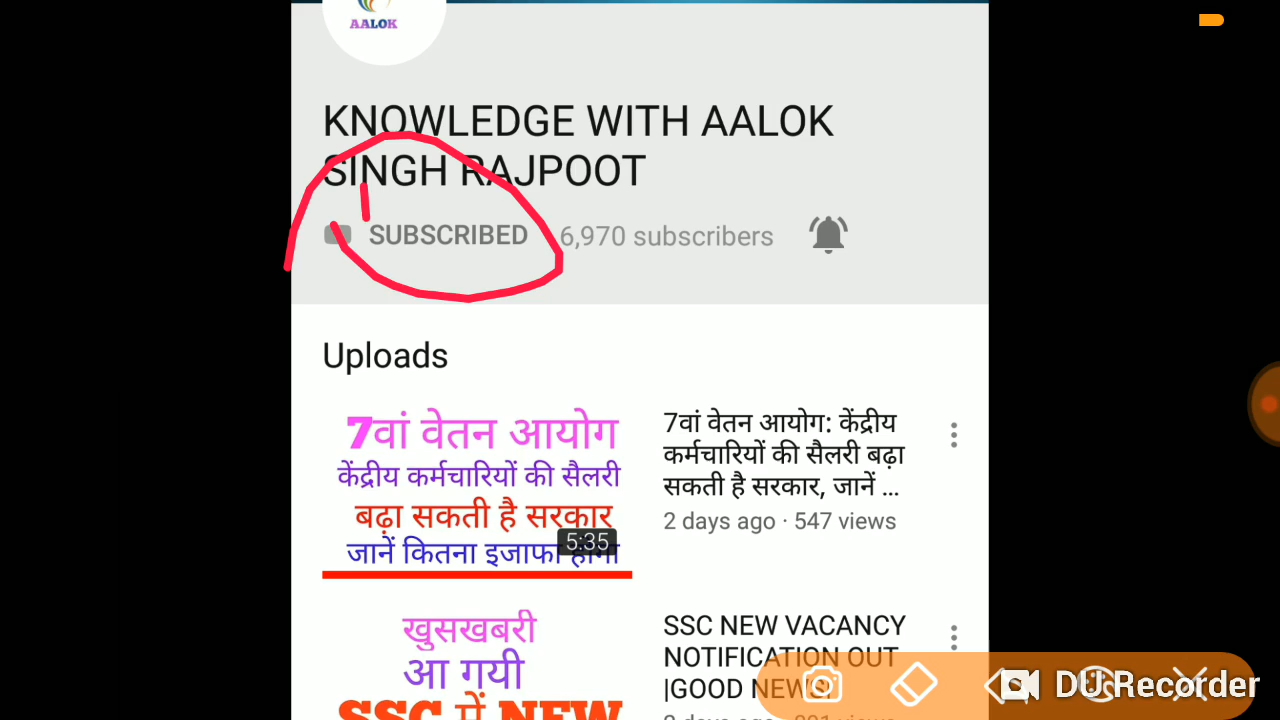 AALOK
KNOWLEDGE WITH AALOK
SINGH RAJPOOT
SUBSCRIBED 6,970 subscribers
Uploads
7वां वेतन आयोग
केंद्रीय कर्मचारियों की सैलरी
बढ़ा सकती है सरकार
जानें कितना इजाफा होगा
5:35
7वां वेतन आयोग: केंद्रीय
कर्मचारियों की सैलरी बढ़ा
सकती है सरकार, जानें ...
2 days ago · 547 views
खुसखबरी
आ गयी
SSC में NEW
SSC NEW VACANCY
NOTIFICATION OUT
|GOOD NEWS|
DU Recorder